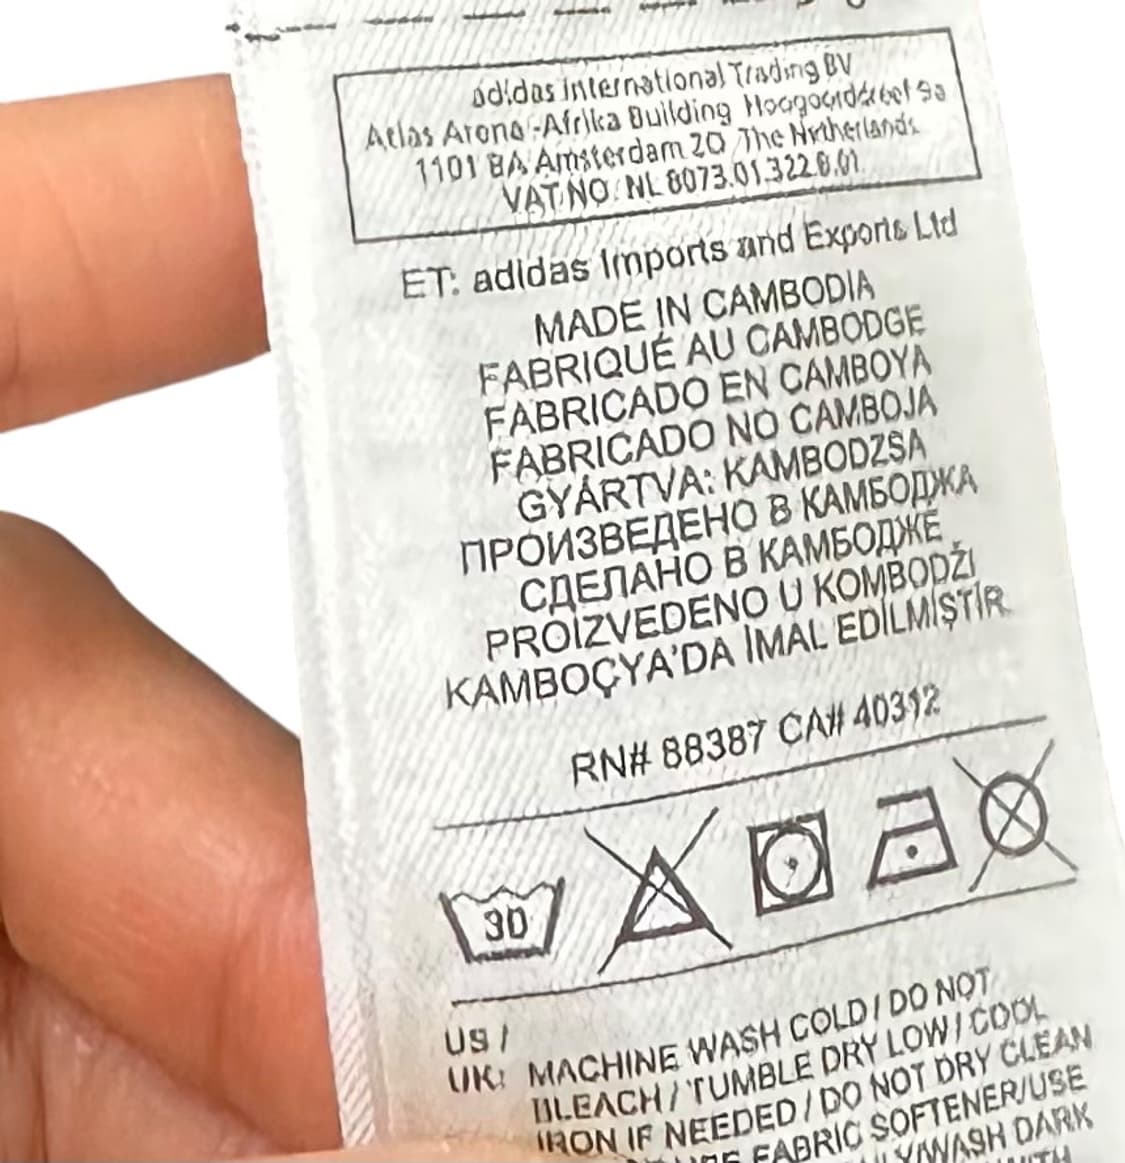 adidas International Trading BV
Atlas Arena-Afrika Building Hoogoorddreef 9a
1101 BA Amsterdam ZO The Netherlands
VAT.NO: NL 8073.01.322.B.01
ET: adidas Imports and Exports Ltd
MADE IN CAMBODIA
FABRIQUÉ AU CAMBODGE
FABRICADO EN CAMBOYA
FABRICADO NO CAMBOJA
GYÁRTVA: KAMBODZSA
ПРОИЗВЕДЕНО В КАМБОДЖА
СДЕЛАНО В КАМБОДЖЕ
PROIZVEDENO U KOMBODŽI
KAMBOÇYA'DA İMAL EDİLMİŞTİR
RN# 88387 CA# 40312
30
US /
UK: MACHINE WASH COLD / DO NOT
BLEACH / TUMBLE DRY LOW / COOL
IRON IF NEEDED / DO NOT DRY CLEAN
FABRIC SOFTENER/USE
WASH DARK